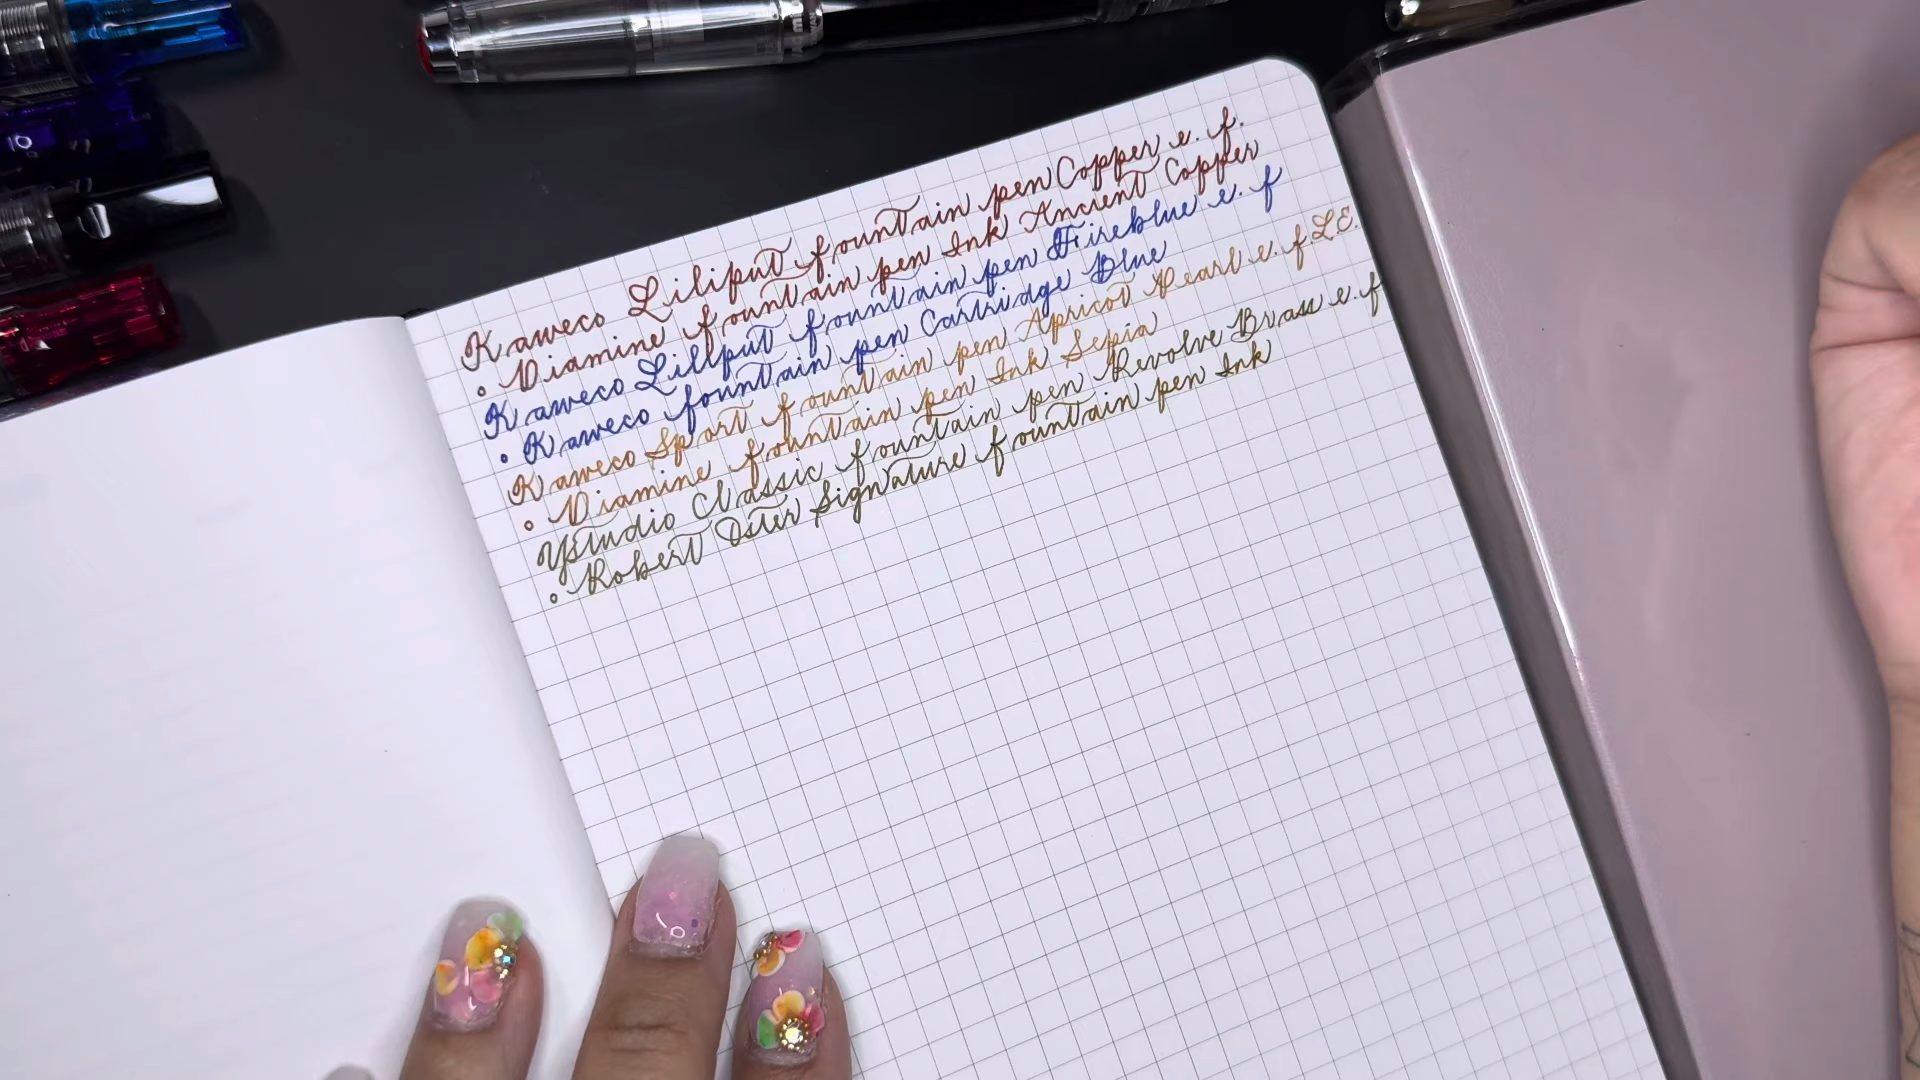 Kaweco Liliput fountain pen Copper e. f.
• Diamine fountain pen Ink Ancient Copper
Kaweco Lilliput fountain pen Fireblue e. f
• Kaweco fountain pen Cartridge Blue
Kaweco Sport fountain pen Apricot Pearl e. f. L.E.
• Diamine fountain pen Ink Sepia
Ystudio Classic fountain pen Revolve Brass e. f
• Robert Oster Signature fountain pen Ink